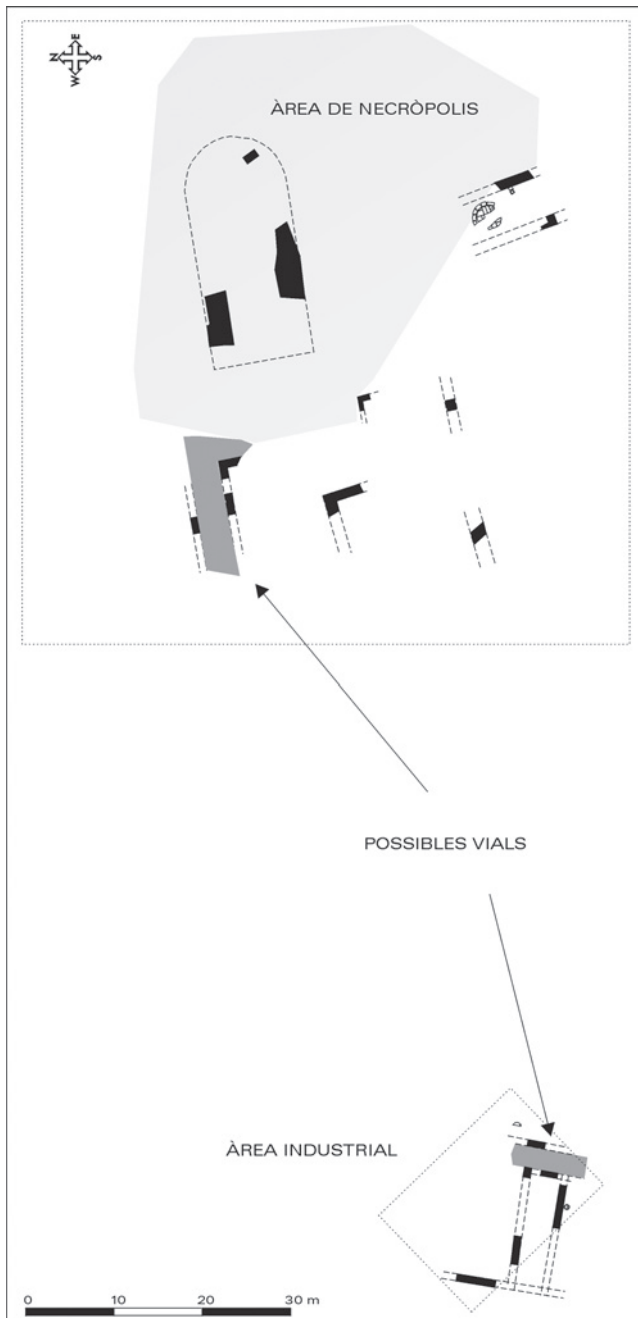 E
N S
W
ÀREA DE NECRÒPOLIS
POSSIBLES VIALS
ÀREA INDUSTRIAL
0 10 20 30 m